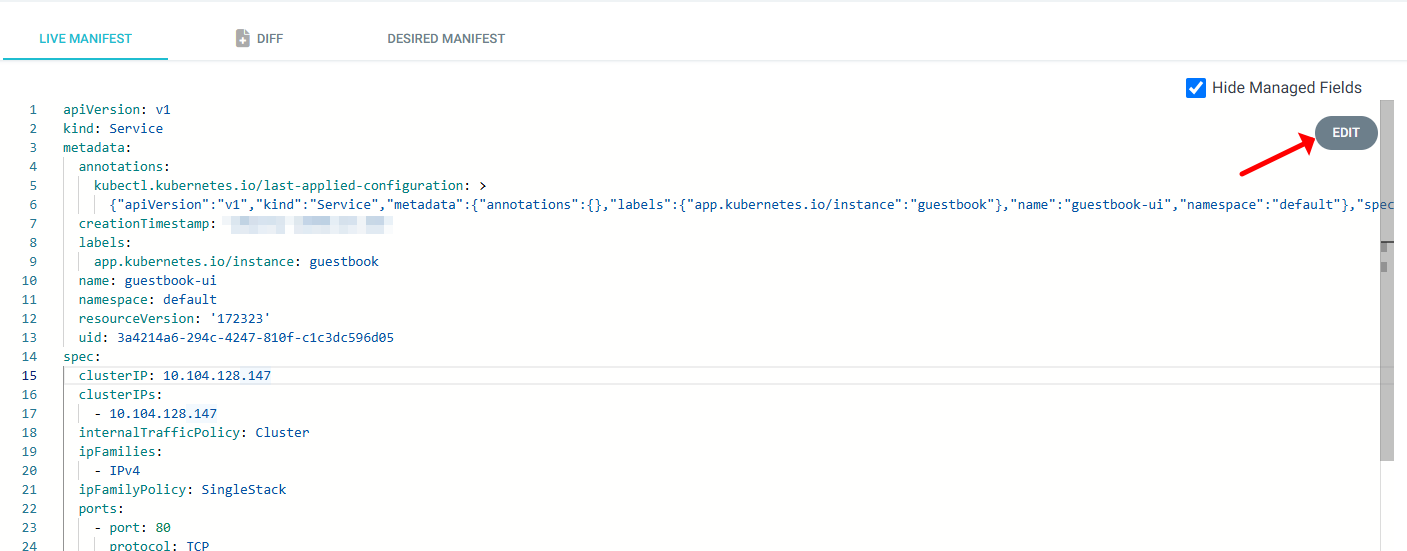 LIVE MANIFEST DIFF DESIRED MANIFEST
Hide Managed Fields
EDIT
1 apiVersion: v1
2 kind: Service
3 metadata:
4 annotations:
5 kubectl.kubernetes.io/last-applied-configuration: >
6 {"apiVersion":"v1","kind":"Service","metadata":{"annotations":{},"labels":{"app.kubernetes.io/instance":"guestbook"},"name":"guestbook-ui","namespace":"default"},"spec
7 creationTimestamp:
8 labels:
9 app.kubernetes.io/instance: guestbook
10 name: guestbook-ui
11 namespace: default
12 resourceVersion: '172323'
13 uid: 3a4214a6-294c-4247-810f-c1c3dc596d05
14 spec:
15 clusterIP: 10.104.128.147
16 clusterIPs:
17 - 10.104.128.147
18 internalTrafficPolicy: Cluster
19 ipFamilies:
20 - IPv4
21 ipFamilyPolicy: SingleStack
22 ports:
23 - port: 80
24 protocol: TCP